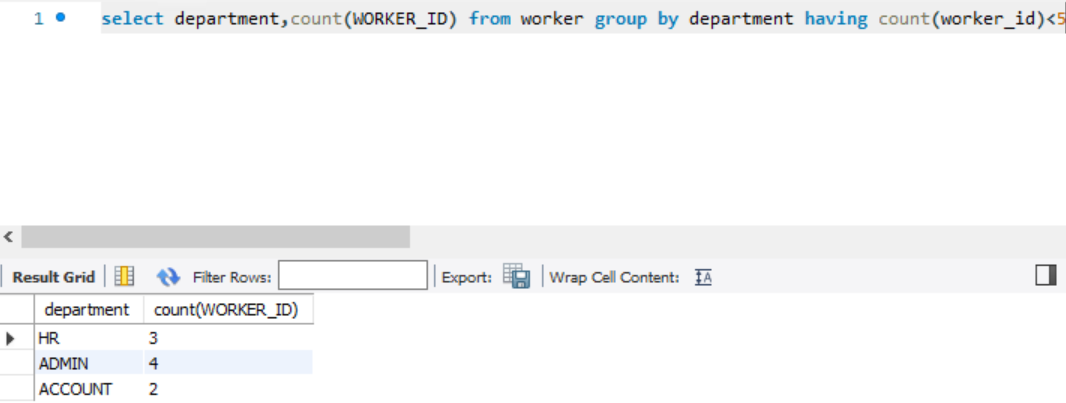 1 select department,count(WORKER_ID) from worker group by department having count(worker_id)<5
Result Grid Filter Rows: Export: Wrap Cell Content: IA
department count(WORKER_ID)
HR 3
ADMIN 4
ACCOUNT 2